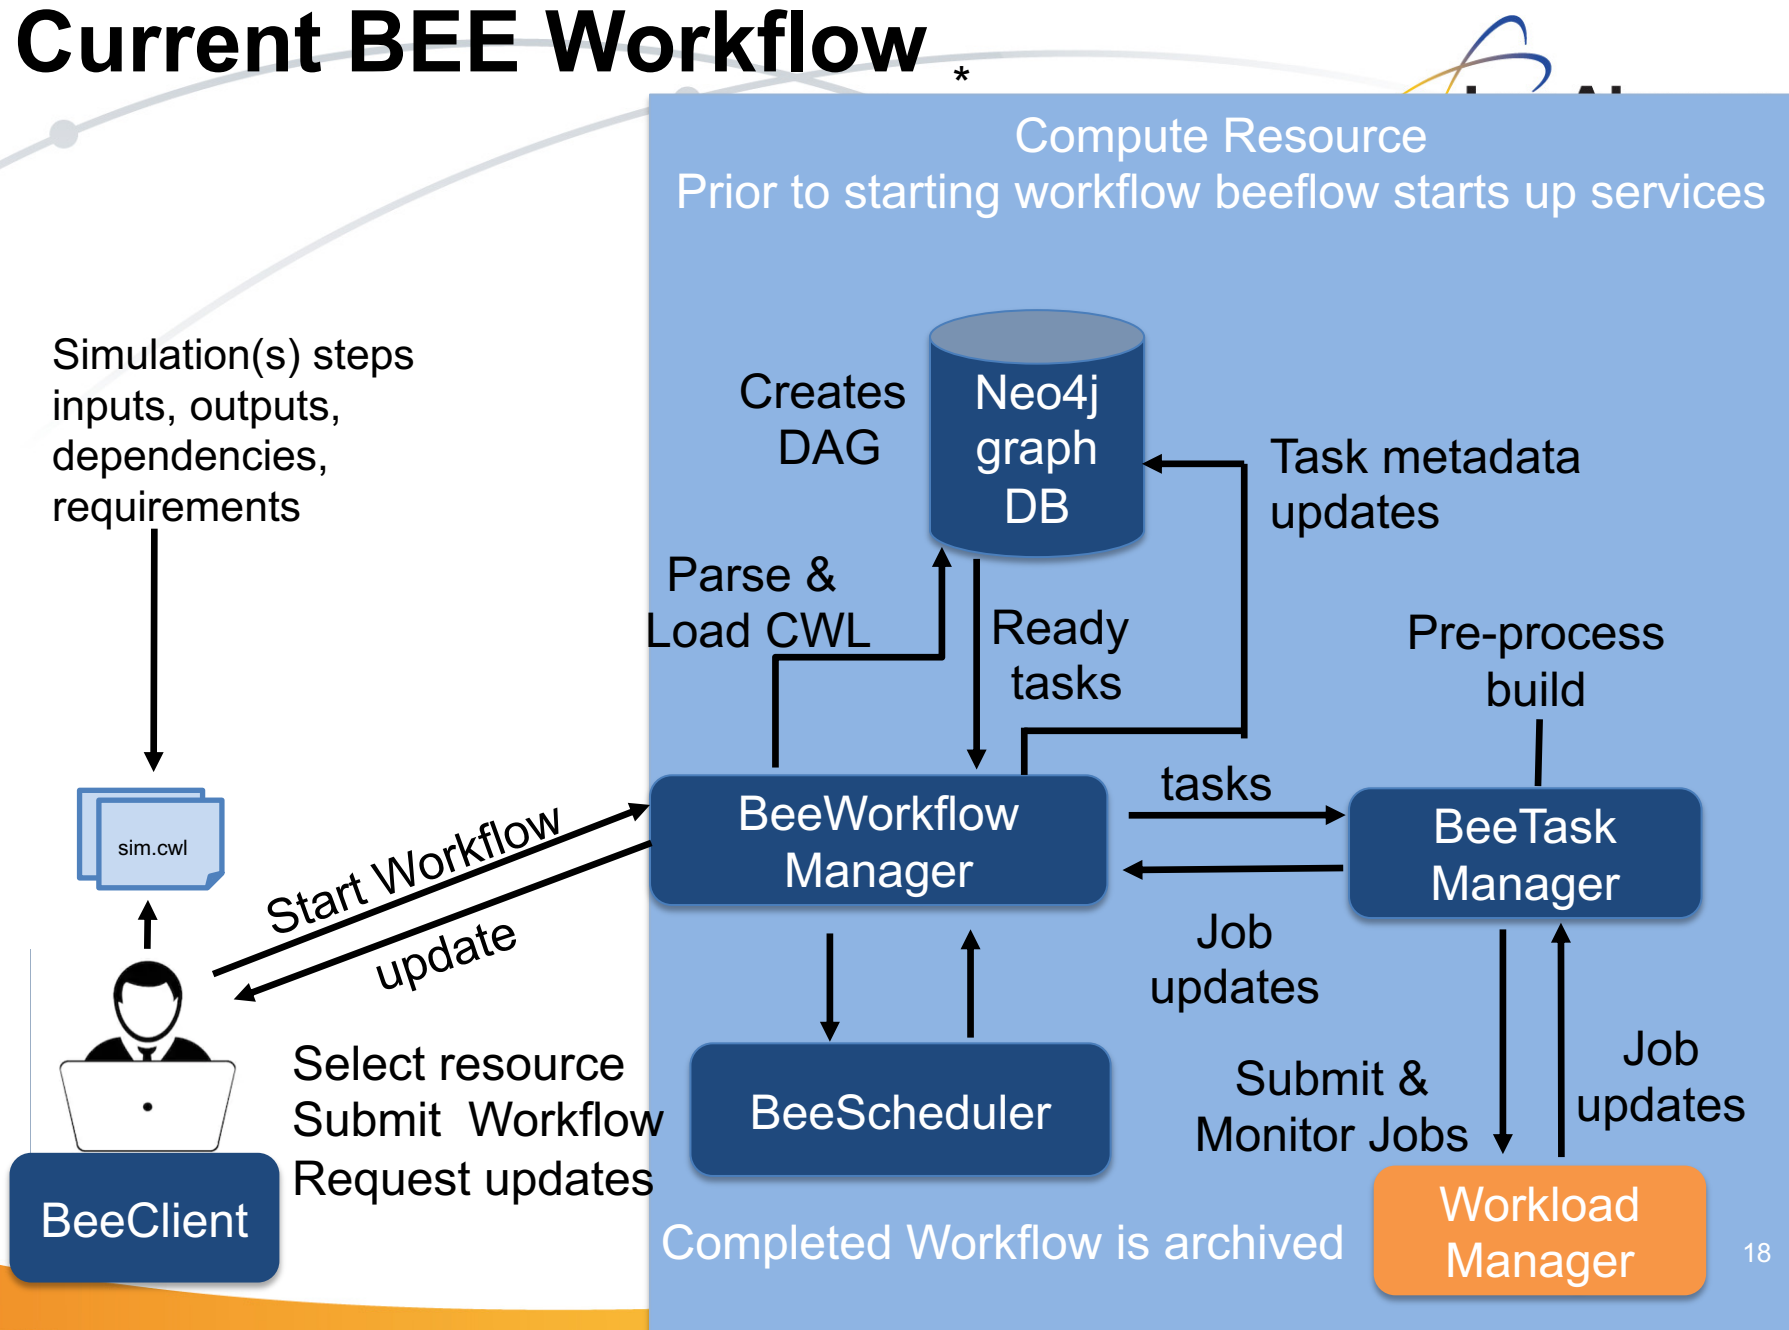 Current BEE Workflow
*
Compute Resource
Prior to starting workflow beeflow starts up services
Simulation(s) steps
inputs, outputs,
dependencies,
requirements
Creates
DAG
Neo4j
graph
DB
Task metadata
updates
Parse &
Load CWL
Ready
tasks
Pre-process
build
sim.cwl
Start Workflow
update
BeeWorkflow
Manager
tasks
BeeTask
Manager
Job
updates
Select resource
Submit  Workflow
Request updates
BeeScheduler
Submit &
Monitor Jobs
Job
updates
BeeClient
Completed Workflow is archived
Workload
Manager
18